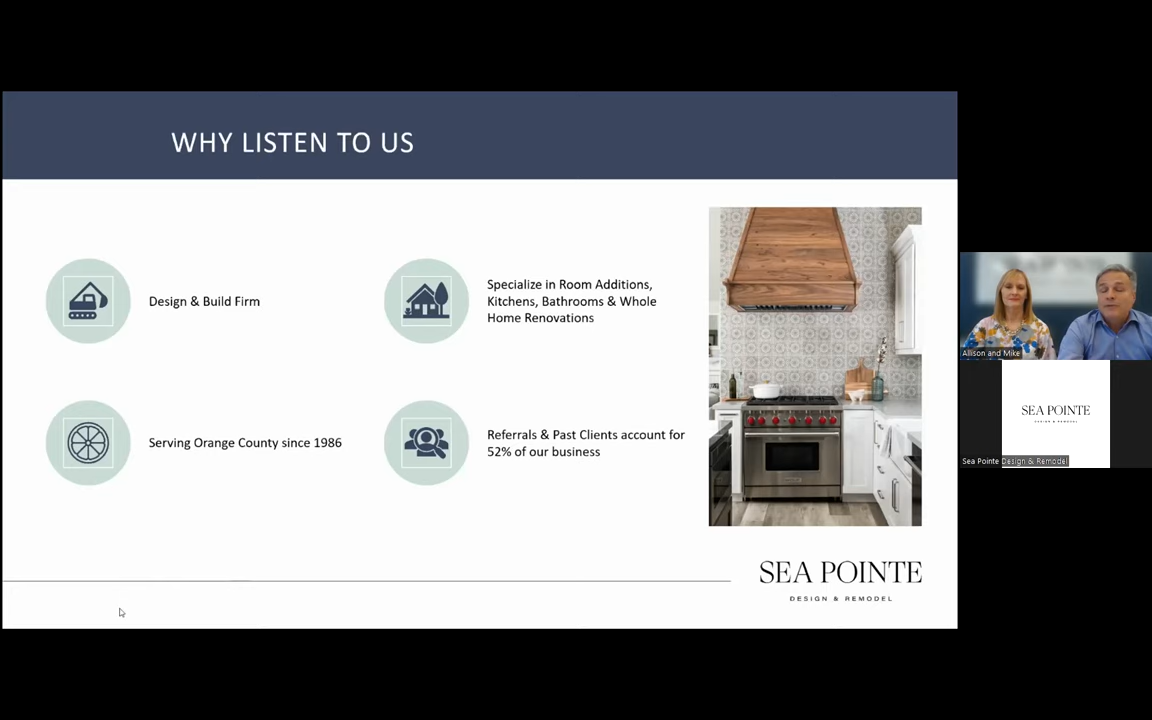 WHY LISTEN TO US
Design & Build Firm
Specialize in Room Additions,
Kitchens, Bathrooms & Whole
Home Renovations
Serving Orange County since 1986
Referrals & Past Clients account for
52% of our business
SEA POINTE
DESIGN & REMODEL
Allison and Mike
SEA POINTE
DESIGN & REMODEL
Sea Pointe Design & Remodel